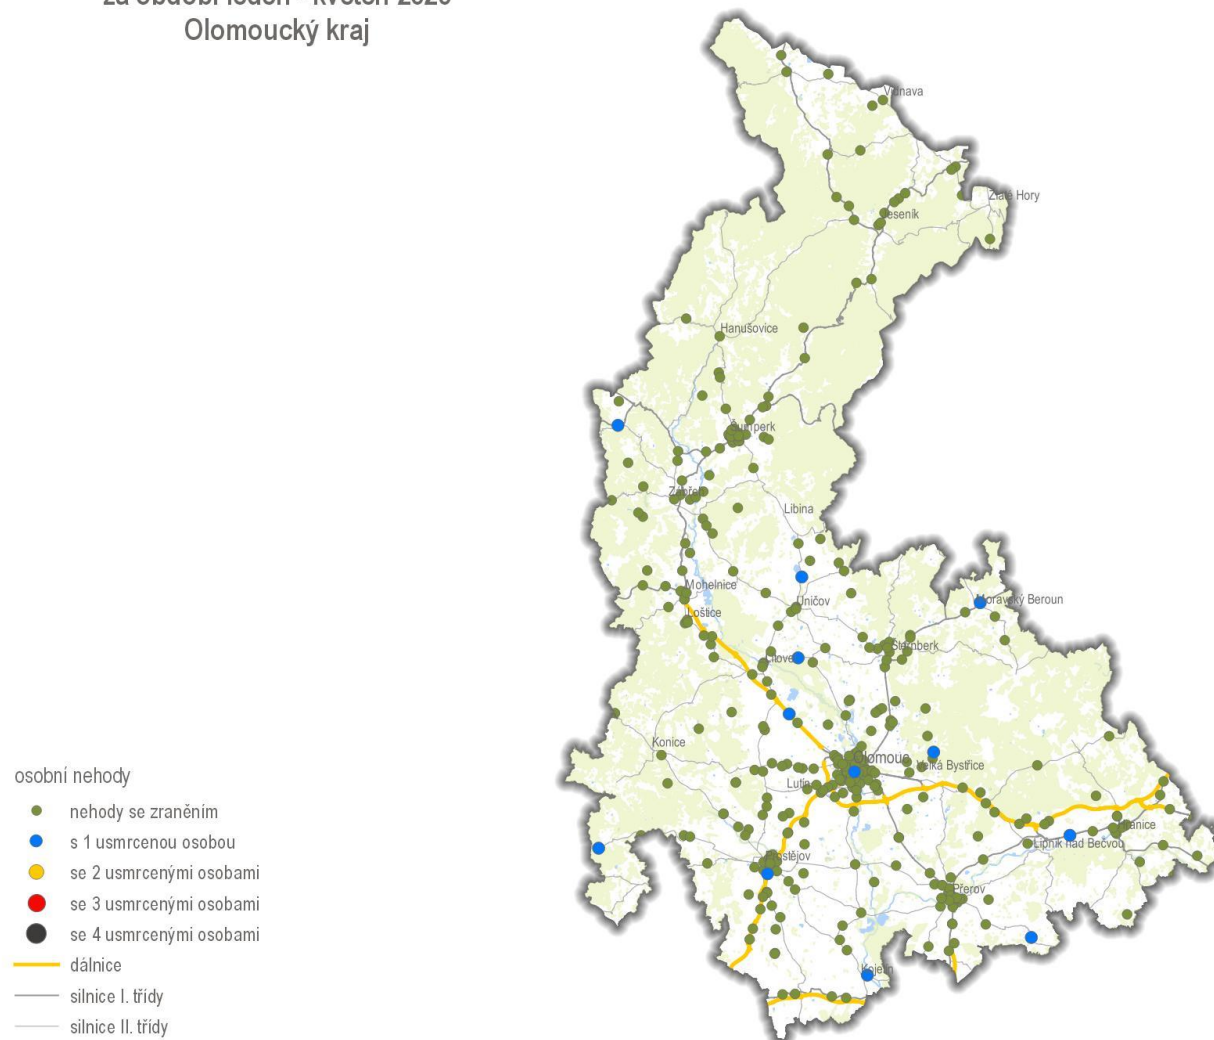 Olomoucký kraj
Vidnava
Zlaté Hory
Jeseník
Hanušovice
Šumperk
Zábřeh
Libina
Mohelnice
Uničov
Moravský Beroun
Loštice
Šternberk
Litovel
Konice
Olomouc
Velká Bystřice
Lutín
Hranice
Lipník nad Bečvou
Prostějov
Přerov
Kojetín
osobní nehody
nehody se zraněním
s 1 usmrcenou osobou
se 2 usmrcenými osobami
se 3 usmrcenými osobami
se 4 usmrcenými osobami
dálnice
silnice I. třídy
silnice II. třídy